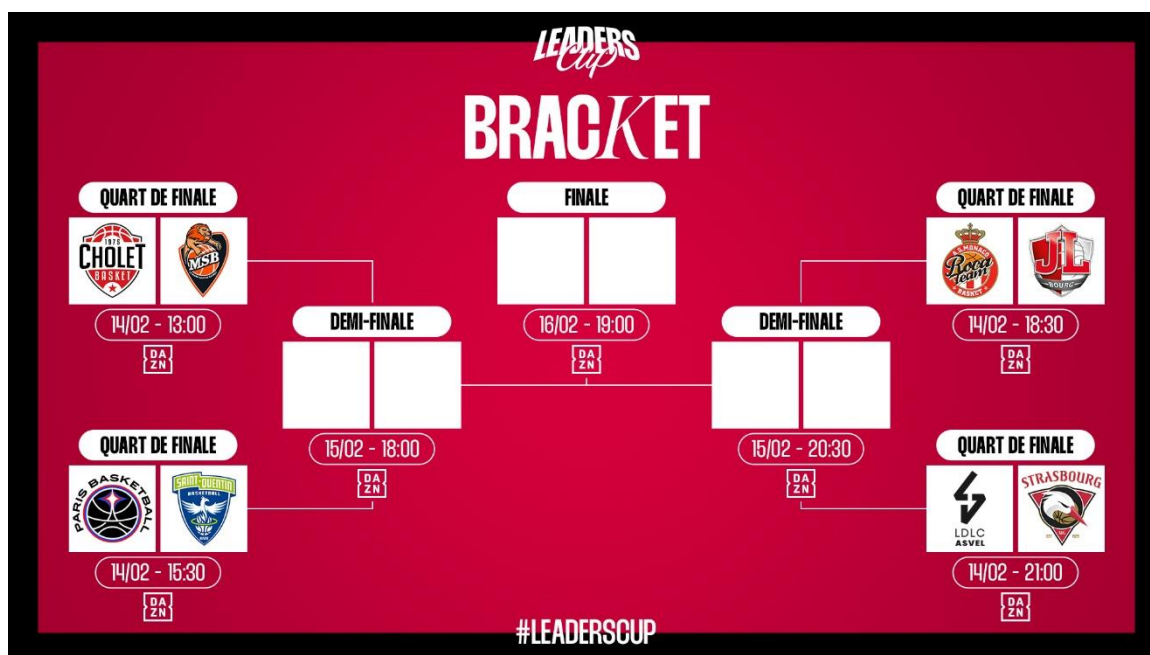 LEADERS
Cup
BRACKET
QUART DE FINALE
1975
CHOLET
BASKET
MSB
14/02 - 13:00
DAZN
QUART DE FINALE
PARIS BASKETBALL
SAINT-QUENTIN
BASKETBALL
14/02 - 15:30
DAZN
DEMI-FINALE
15/02 - 18:00
DAZN
FINALE
16/02 - 19:00
DAZN
DEMI-FINALE
15/02 - 20:30
DAZN
QUART DE FINALE
A.S. MONACO
Roca
team
BASKET
JL
BOURG
14/02 - 18:30
DAZN
QUART DE FINALE
LDLC
ASVEL
STRASBOURG
14/02 - 21:00
DAZN
#LEADERSCUP